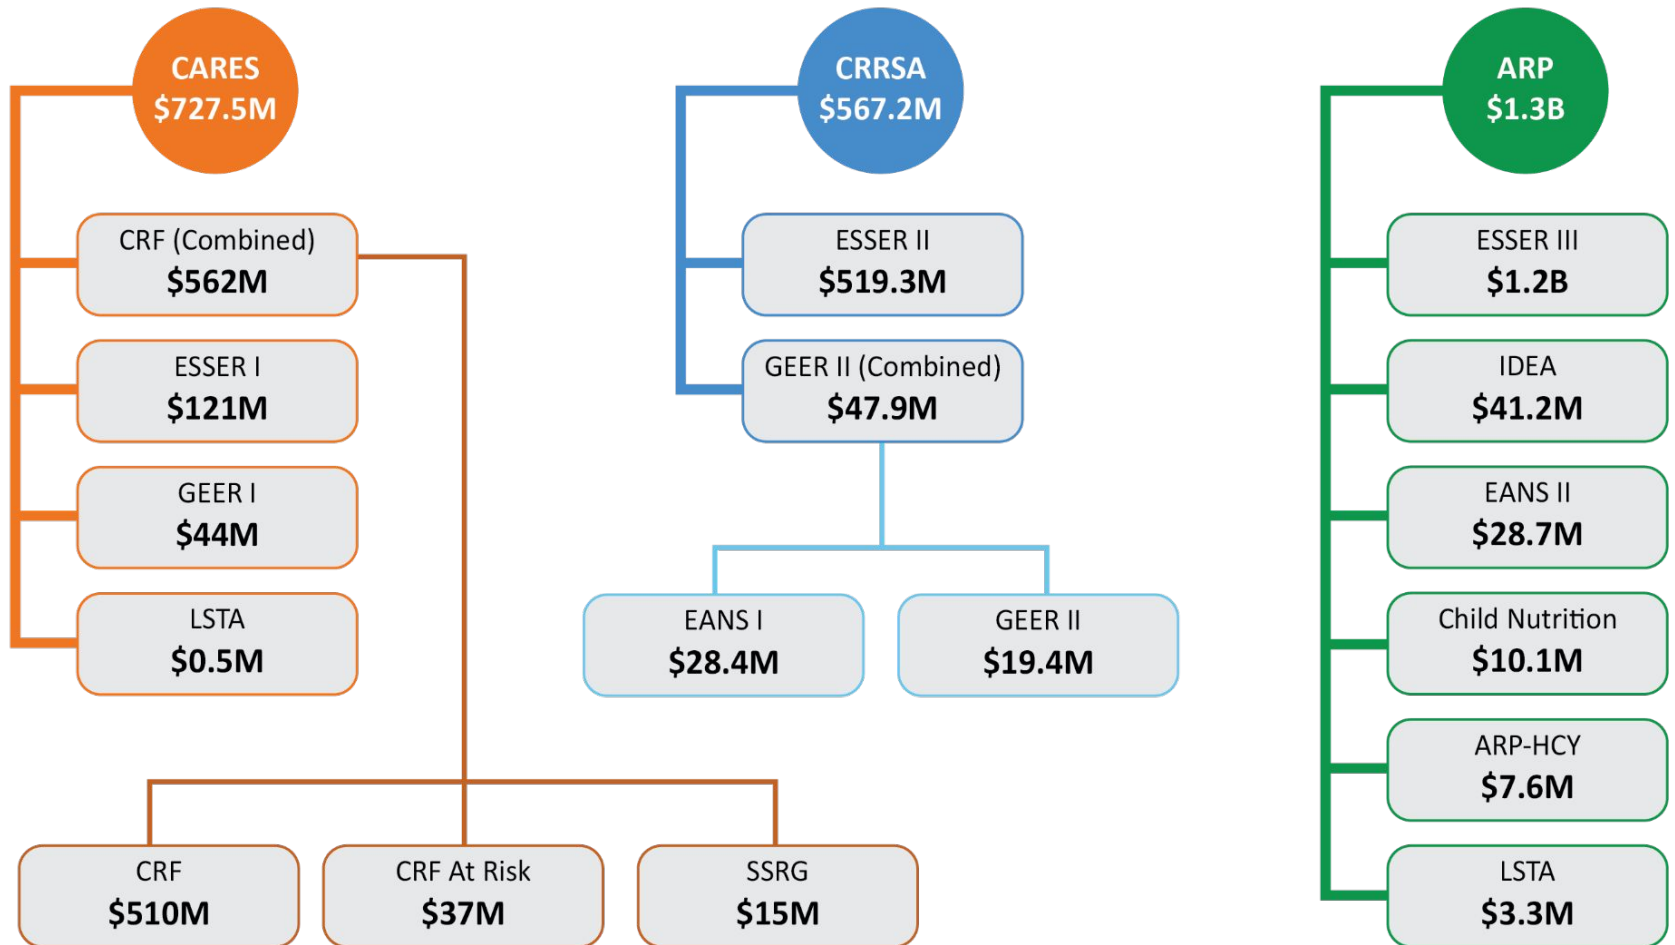 CARES
$727.5M
CRF (Combined)
$562M
ESSER I
$121M
GEER I
$44M
LSTA
$0.5M
CRF
$510M
CRF At Risk
$37M
SSRG
$15M
CRRSA
$567.2M
ESSER II
$519.3M
GEER II (Combined)
$47.9M
EANS I
$28.4M
GEER II
$19.4M
ARP
$1.3B
ESSER III
$1.2B
IDEA
$41.2M
EANS II
$28.7M
Child Nutrition
$10.1M
ARP-HCY
$7.6M
LSTA
$3.3M